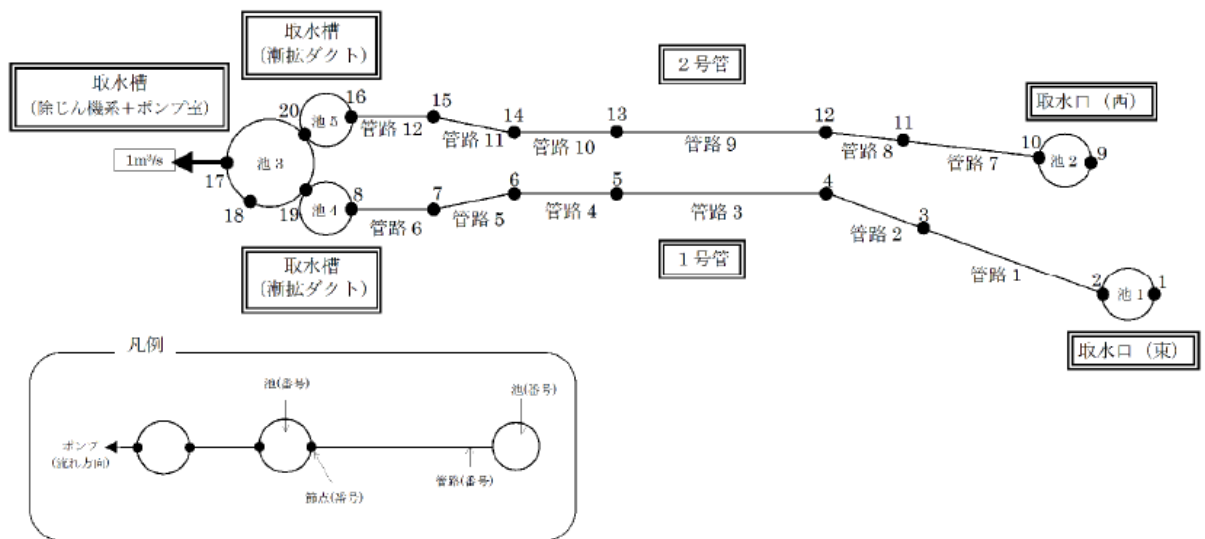 取水槽
(漸拡ダクト)
取水槽
(除じん機系+ポンプ室)
2号管
取水口(西)
20
16
15
14
13
12
11
10
9
池5
管路12
管路11
管路10
管路9
管路8
管路7
池2
1m³/s
池3
17
18
19
池4
8
7
6
5
4
3
2
1
管路6
管路5
管路4
管路3
管路2
管路1
池1
取水槽
(漸拡ダクト)
1号管
取水口(東)
凡例
池(番号)
池(番号)
ポンプ
(流れ方向)
節点(番号)
管路(番号)